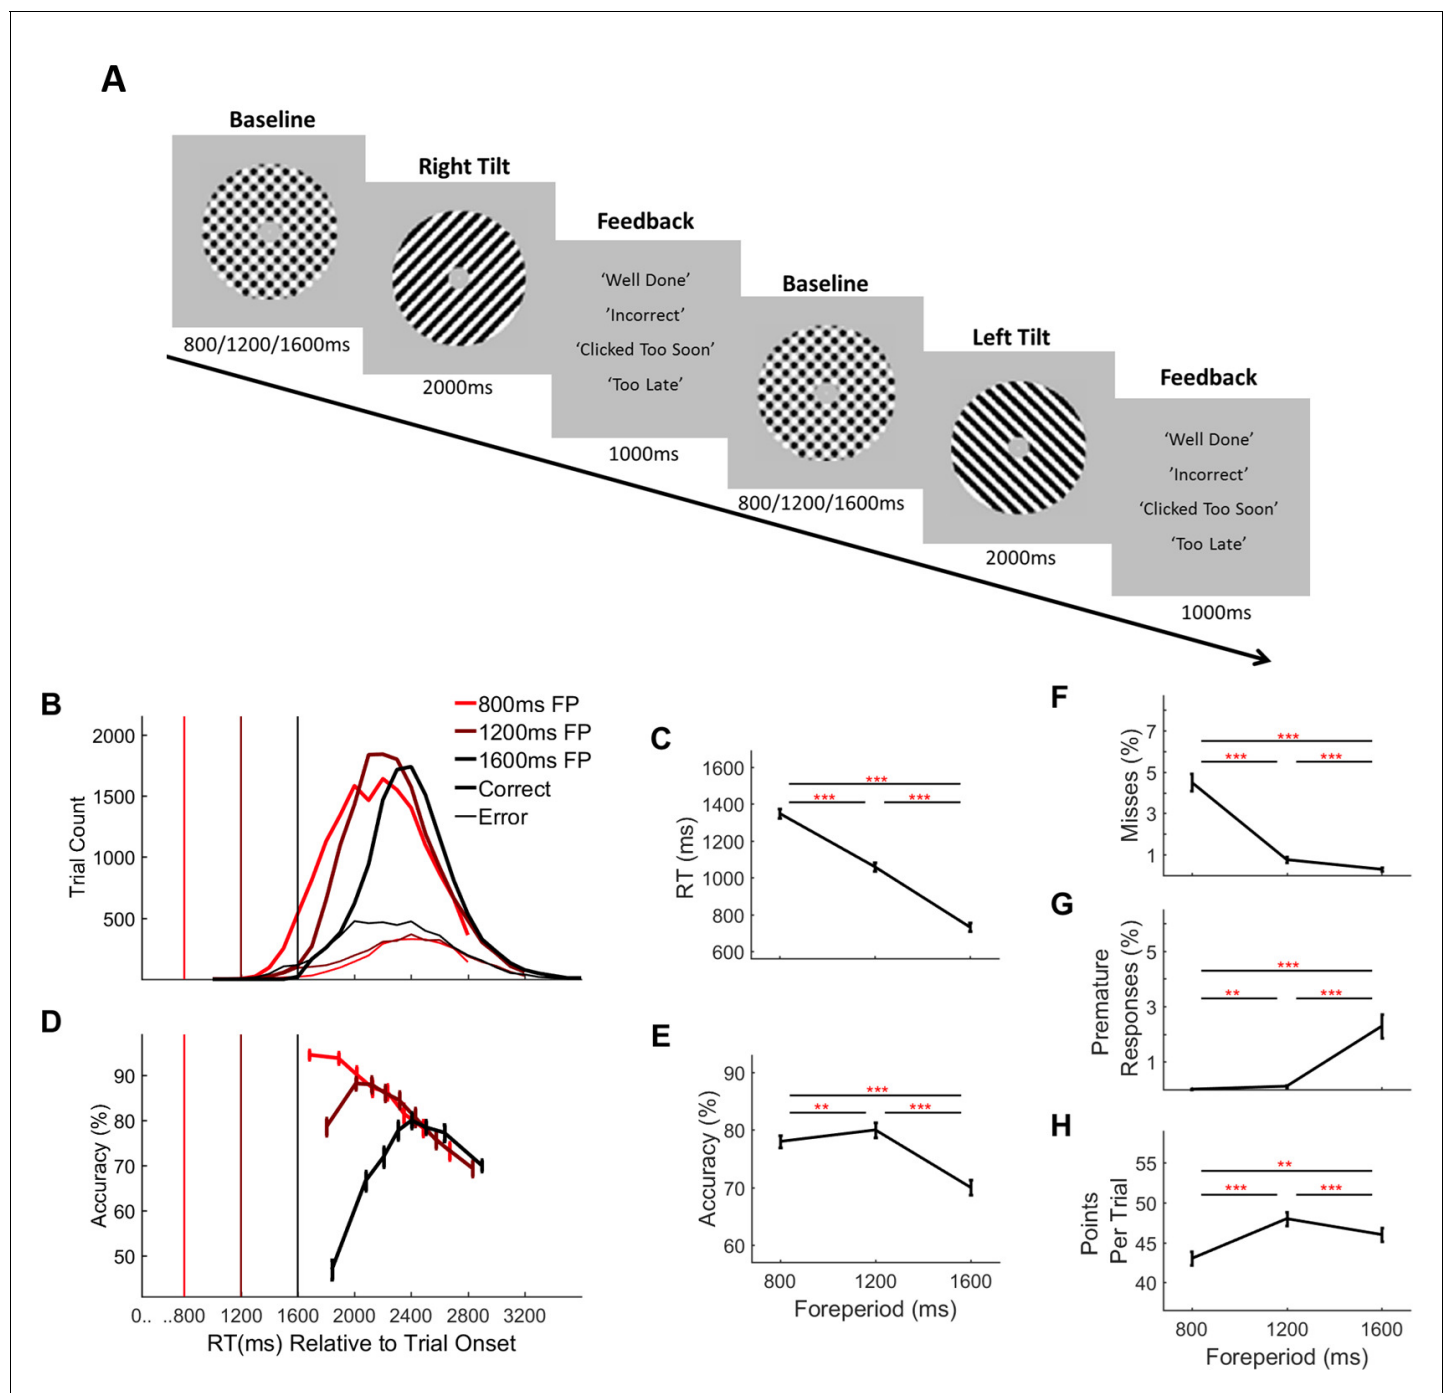 A
Baseline
800/1200/1600ms
Right Tilt
2000ms
Feedback
‘Well Done’
’Incorrect’
‘Clicked Too Soon’
‘Too Late’
1000ms
Baseline
800/1200/1600ms
Left Tilt
2000ms
Feedback
‘Well Done’
’Incorrect’
‘Clicked Too Soon’
‘Too Late’
1000ms
B
800ms FP
1200ms FP
1600ms FP
Correct
Error
2000
1500
1000
500
Trial Count
C
1600
1400
1200
1000
800
600
RT (ms)
***
***
***
D
90
80
70
60
50
Accuracy (%)
0.. ..800 1200 1600 2000 2400 2800 3200
RT(ms) Relative to Trial Onset
E
90
80
70
60
Accuracy (%)
***
**
***
800 1200 1600
Foreperiod (ms)
F
7
5
3
1
Misses (%)
***
***
***
G
5
3
1
Premature
Responses (%)
***
**
***
H
55
50
45
40
Points
Per Trial
**
***
***
800 1200 1600
Foreperiod (ms)